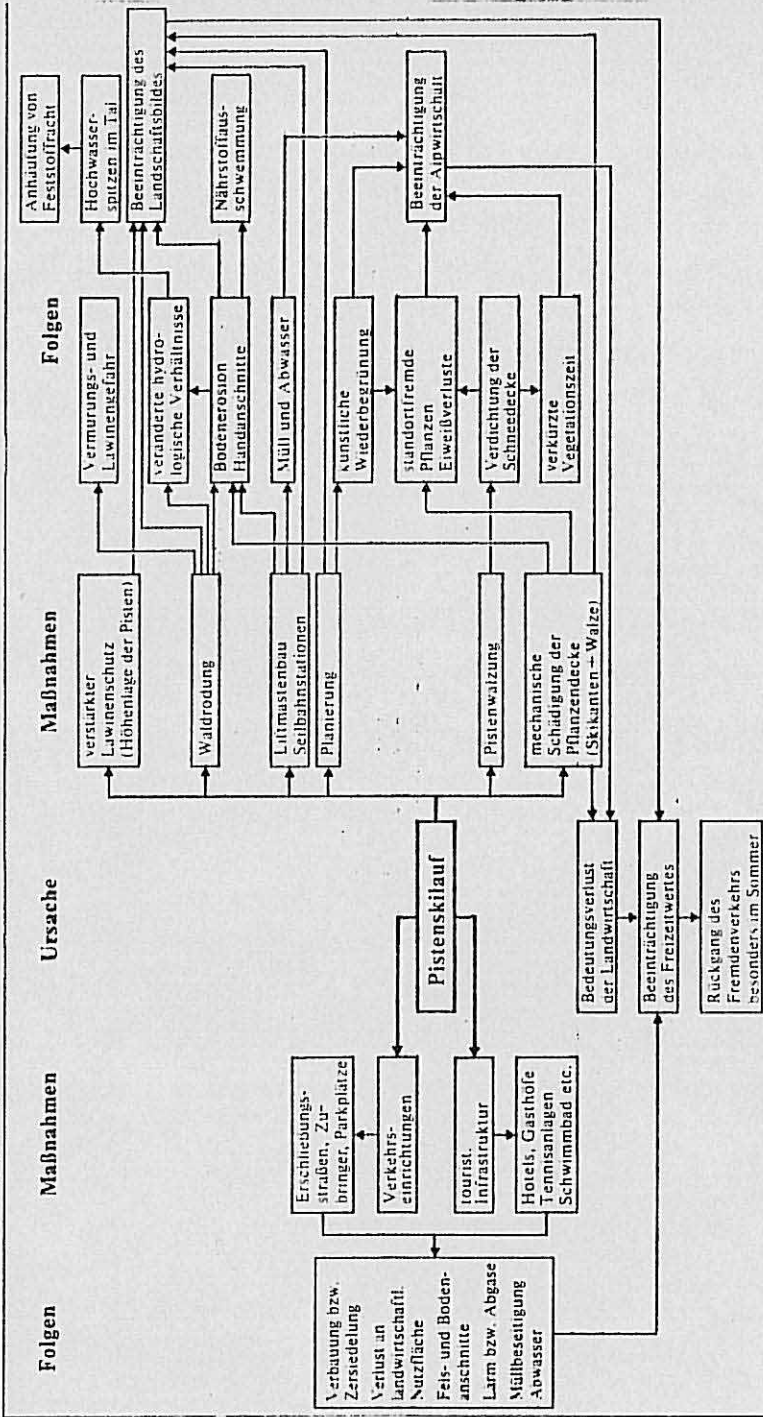 Folgen
Maßnahmen
Ursache
Maßnahmen
Folgen
Verbauung bzw.
Zersiedelung
Verlust an
landwirtschaftl.
Nutzfläche
Fels- und Boden-
anschnitte
Lärm bzw. Abgase
Müllbeseitigung
Abwasser
Erschließungs-
straßen, Zu-
bringer, Parkplätze
Verkehrs-
einrichtungen
tourist.
Infrastruktur
Hotels, Gasthöfe
Tennisanlagen
Schwimmbad etc.
Pistenskilauf
Bedeutungsverlust
der Landwirtschaft
Beeinträchtigung
des Freizeitwertes
Rückgang des
Fremdenverkehrs
besonders im Sommer
verstärkter
Lawinenschutz
(Höhenlage der Pisten)
Waldrodung
Liftmastenbau
Seilbahnstationen
Planierung
Pistenwalzung
mechanische
Schädigung der
Pflanzendecke
(Skikanten + Walze)
Vermurungs- und
Lawinengefahr
veränderte hydro-
logische Verhältnisse
Bodenerosion
Handanschnitte
Müll und Abwasser
künstliche
Wiederbegrünung
standortfremde
Pflanzen
Eiweißverluste
Verdichtung der
Schneedecke
verkürzte
Vegetationszeit
Anhäufung von
Feststofracht
Hochwasser-
spitzen im Tai
Beeinträchtigung des
Landschaftsbildes
Nährstoffaus-
schwemmung
Beeinträchtigung
der Alpwirtschaft